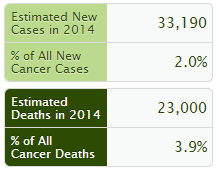 Estimated New
Cases in 2014
33,190
% of All New
Cancer Cases
2.0%
Estimated
Deaths in 2014
23,000
% of All
Cancer Deaths
3.9%